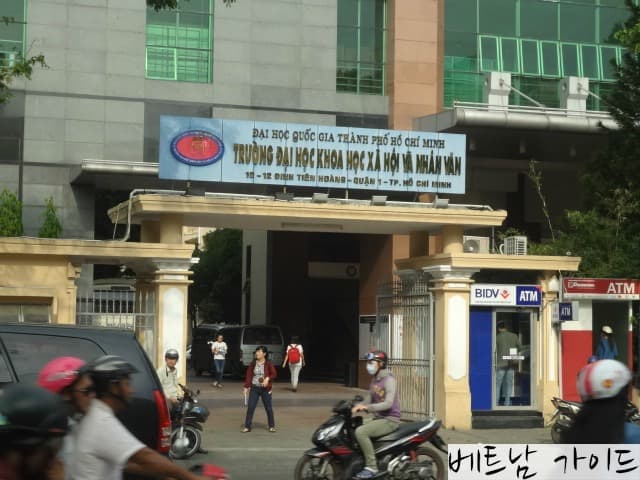 ĐẠI HỌC QUỐC GIA THÀNH PHỐ HỒ CHÍ MINH
TRƯỜNG ĐẠI HỌC KHOA HỌC XÃ HỘI VÀ NHÂN VĂN
10 - 12 ĐINH TIÊN HOÀNG - QUẬN 1 - TP. HỒ CHÍ MINH
BIDV ATM
ATM
ATM
베트남 가이드